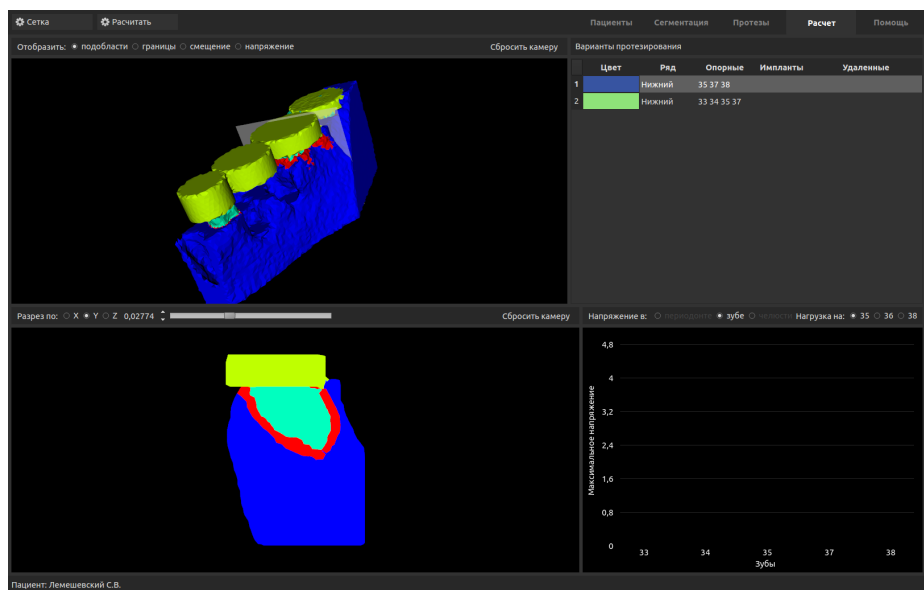 Сетка Расчитать Пациенты Сегментация Протезы Расчет Помощь
Отобразить: подобласти границы смещение напряжение Сбросить камеру Варианты протезирования
Цвет Ряд Опорные Импланты Удаленные
1 Нижний 35 37 38
2 Нижний 33 34 35 37
Разрез по: X Y Z 0,02774 Сбросить камеру Напряжение в: периодонте зубе челюсти Нагрузка на: 35 36 38
4,8
4
3,2
2,4
1,6
0,8
0
Максимальное напряжение
33 34 35 37 38
Зубы
Пациент: Лемешевский С.В.